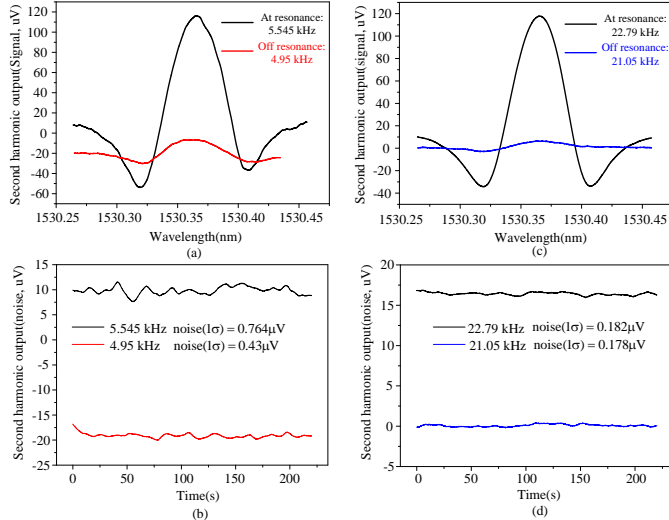 At resonance:
5.545 kHz
Off resonance:
4.95 kHz
Second harmonic output(Signal, uV)
120
100
80
60
40
20
0
-20
-40
-60
1530.25
1530.30
1530.35
1530.40
1530.45
Wavelength(nm)
(a)
At resonance:
22.79 kHz
Off resonance:
21.05 kHz
Second harmonic output(Signal, uV)
120
100
80
60
40
20
0
-20
-40
1530.25
1530.30
1530.35
1530.40
1530.45
Wavelength(nm)
(c)
Second harmonic output(noise, uV)
15
10
5
0
-5
-10
-15
-20
-25
5.545 kHz noise(1σ) = 0.764μV
4.95 kHz noise(1σ) = 0.43μV
0
50
100
150
200
Time(s)
(b)
Second harmonic output(noise, uV)
20
15
10
5
0
-5
22.79 kHz noise(1σ) = 0.182μV
21.05 kHz noise(1σ) = 0.178μV
0
50
100
150
200
Time(s)
(d)